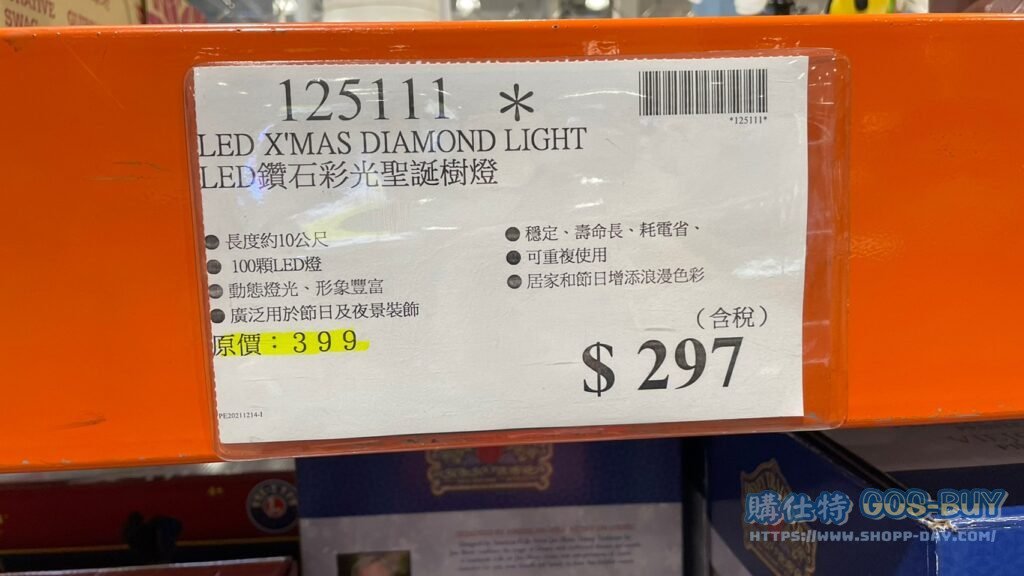 125111 *
*125111*
LED X'MAS DIAMOND LIGHT
LED鑽石彩光聖誕樹燈
● 長度約10公尺
● 100顆LED燈
● 動態燈光、形象豐富
● 廣泛用於節日及夜景裝飾
● 穩定、壽命長、耗電省、
● 可重複使用
● 居家和節日增添浪漫色彩
原價：399
(含稅)
$ 297
PE20211214-1
LIONEL
購仕特 GOS-BUY
HTTPS://WWW.SHOPP-DAY.COM/